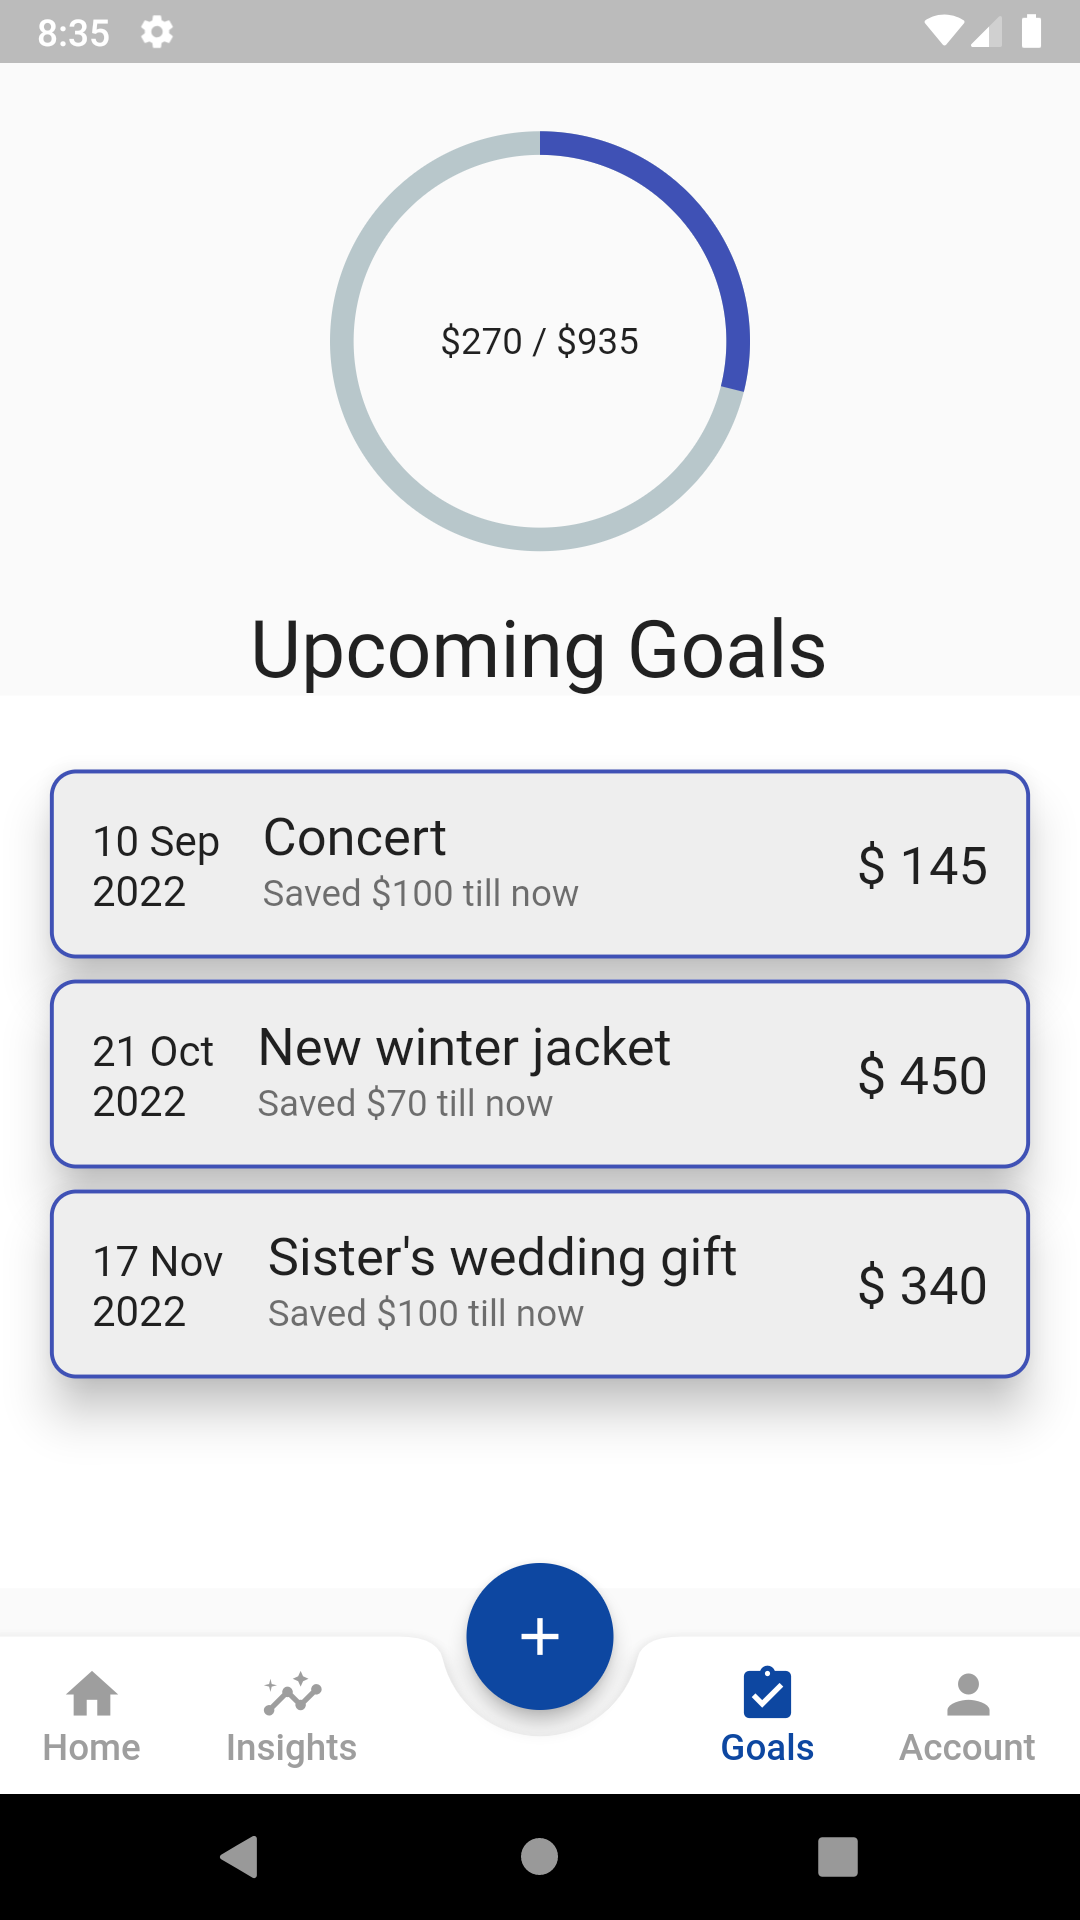 8:35
$270 / $935
Upcoming Goals
10 Sep
2022
Concert
Saved $100 till now
$ 145
21 Oct
2022
New winter jacket
Saved $70 till now
$ 450
17 Nov
2022
Sister's wedding gift
Saved $100 till now
$ 340
Home
Insights
Goals
Account